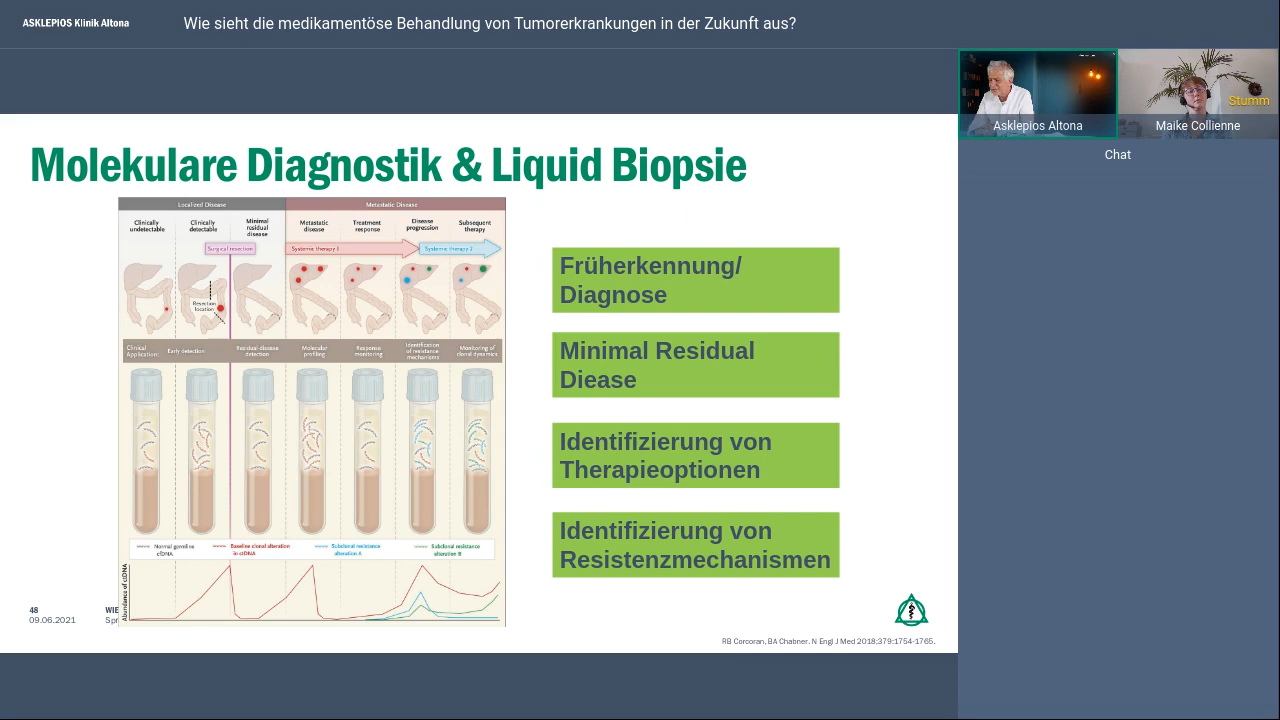 ASKLEPIOS Klinik Altona
Wie sieht die medikamentöse Behandlung von Tumorerkrankungen in der Zukunft aus?
Stumm
Asklepios Altona
Maike Collienne
Chat
Molekulare Diagnostik & Liquid Biopsie
Localized Disease
Metastatic Disease
Clinically undetectable
Clinically detectable
Minimal residual disease
Metastatic disease
Treatment response
Disease progression
Subsequent therapy
Surgical resection
Systemic therapy 1
Systemic therapy 2
Resection location
Clinical Application:
Early detection
Residual-disease detection
Molecular profiling
Response monitoring
Identification of resistance mechanisms
Monitoring of clonal dynamics
Normal germline cfDNA
Baseline clonal alteration in ctDNA
Subclonal resistance alteration A
Subclonal resistance alteration B
Abundance of ctDNA
Früherkennung/
Diagnose
Minimal Residual
Diease
Identifizierung von
Therapieoptionen
Identifizierung von
Resistenzmechanismen
48
09.06.2021
WIE
Spr
RB Corcoran, BA Chabner. N Engl J Med 2018;379:1754-1765.